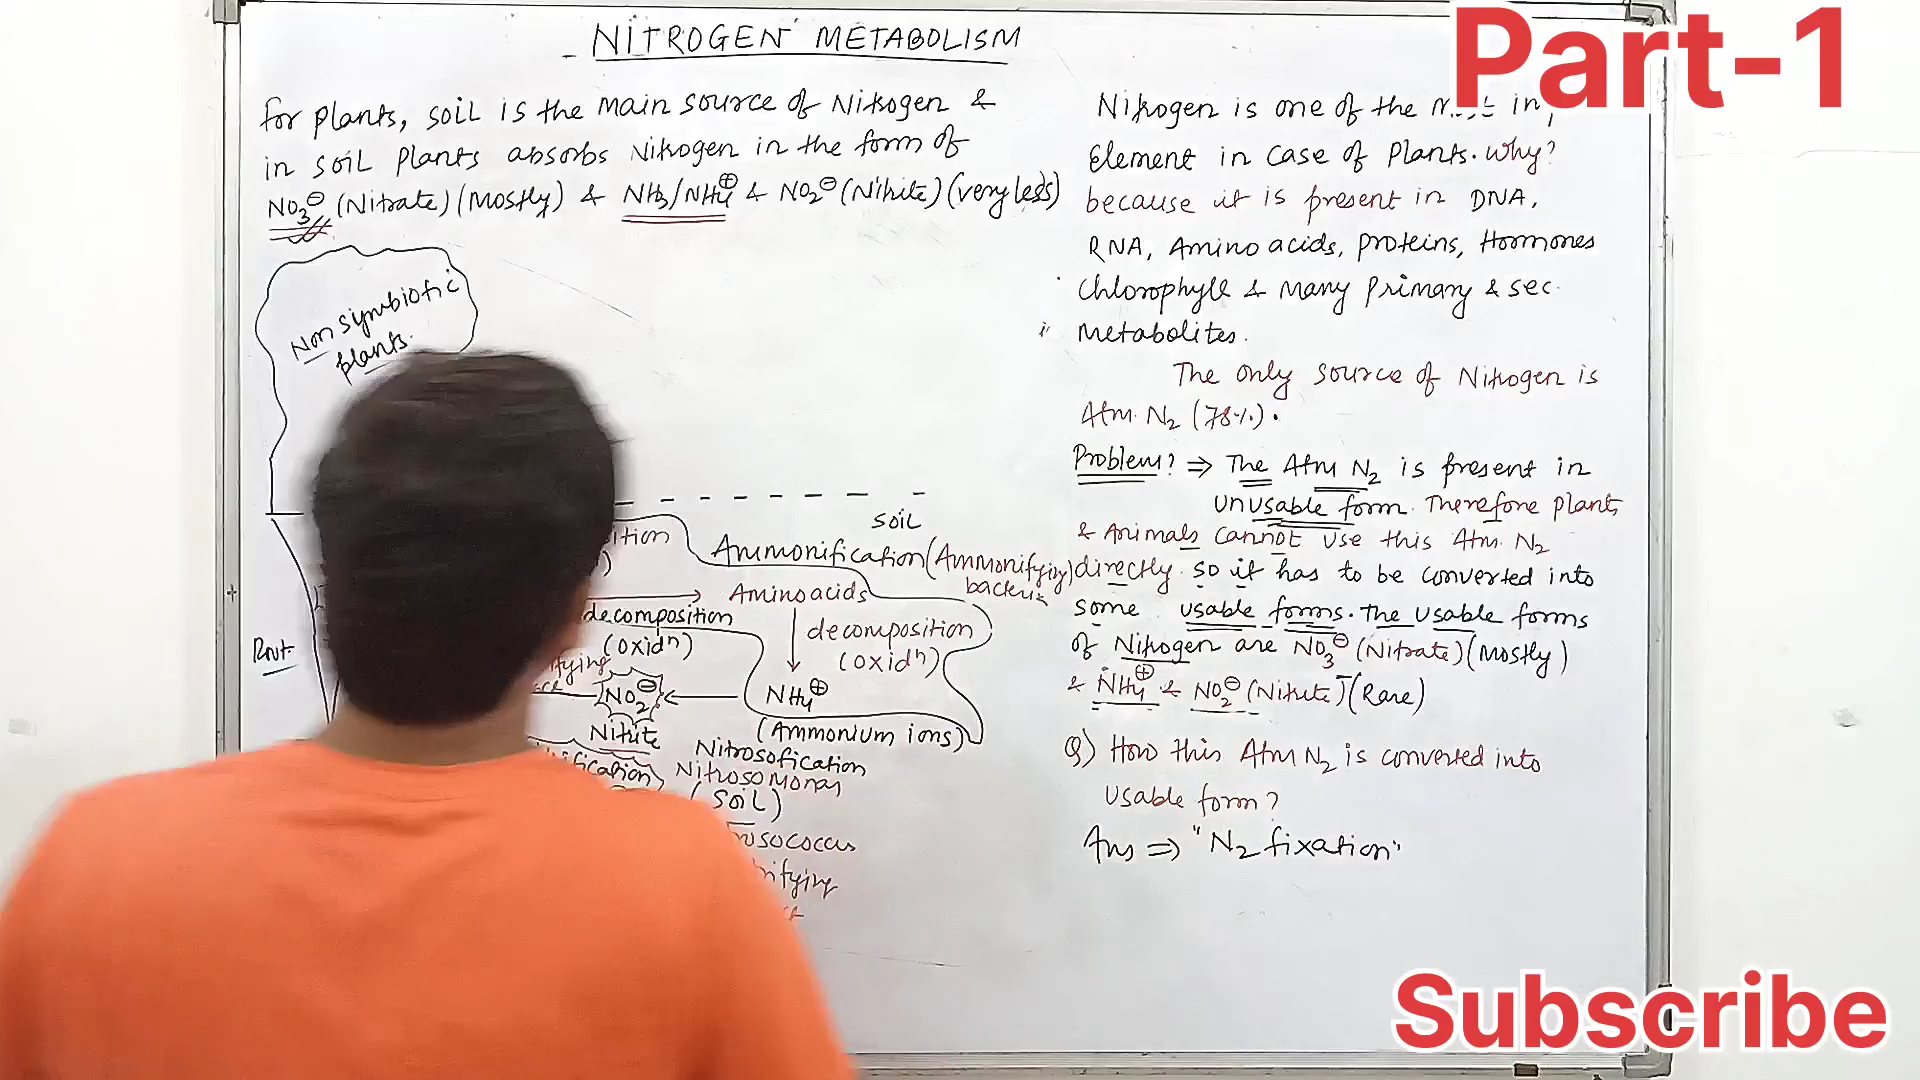 NITROGEN METABOLISM
Part-1
for plants, soil is the main source of Nitrogen &
in soil plants absorbs Nitrogen in the form of
NO3⊖ (Nitrate) (Mostly) & NH3/NH4⊕ & NO2⊖ (Nitrite) (very less)
Non symbiotic
plants.
soil
Ammonification (Ammonifying)
bacteria
Aminoacids
decomposition
(oxidⁿ)
decomposition
(oxidⁿ)
Root
NO2⊖
NH4⊕
Nitrite
(Ammonium ions)
Nitrosofication
Nitrosomonas
(soil)
Nitrogen is one of the
Element in case of plants. Why?
because it is present in DNA,
RNA, Amino acids, proteins, Hormones
Chlorophyll & many primary & sec.
metabolites.
The only source of Nitrogen is
Atm. N2 (78%).
Problem? ⇒ The Atm N2 is present in
unusable form. Therefore plants
& Animals cannot use this Atm. N2
directly. so it has to be converted into
some usable forms. The usable forms
of Nitrogen are NO3⊖ (Nitrate) (Mostly)
& NH4⊕ & NO2⊖ (Nitrite) (Rare)
Q) How this Atm N2 is converted into
usable form?
Ans ⇒ "N2 fixation"
Subscribe